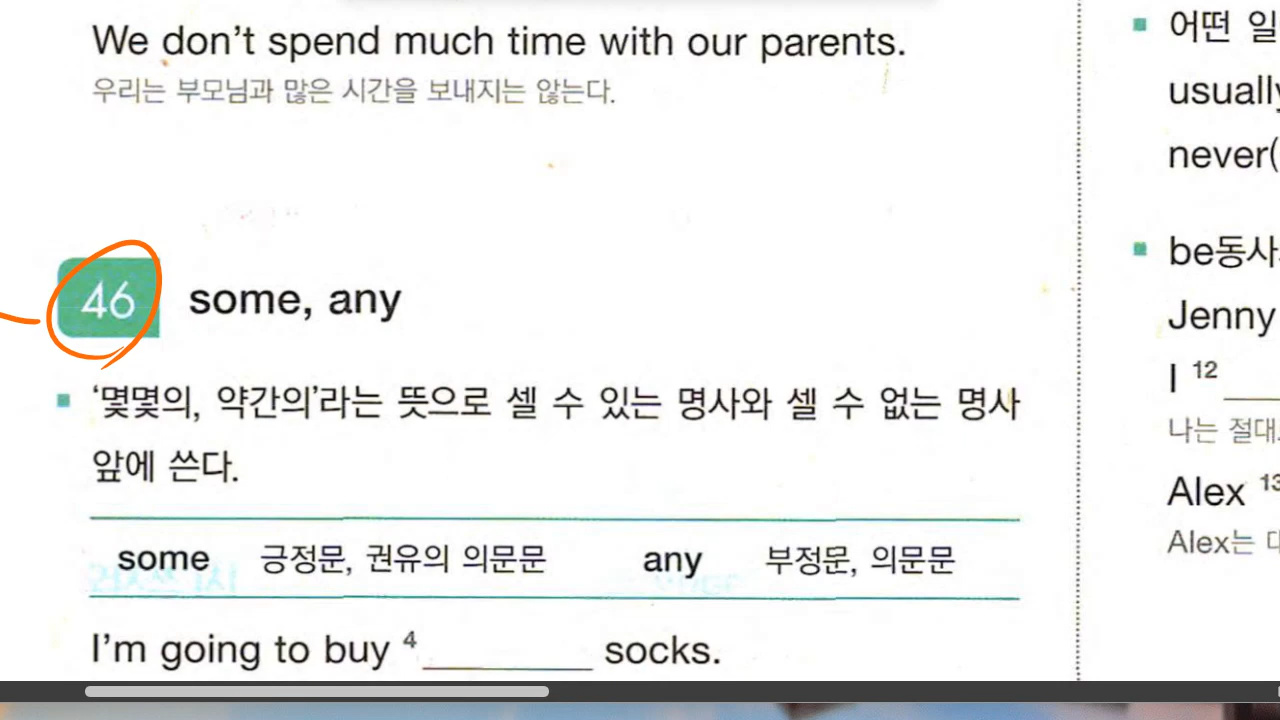 We don't spend much time with our parents.
우리는 부모님과 많은 시간을 보내지는 않는다.
46 some, any
'몇몇의, 약간의'라는 뜻으로 셀 수 있는 명사와 셀 수 없는 명사
앞에 쓴다.
some 긍정문, 권유의 의문문 any 부정문, 의문문
I'm going to buy 4 ________ socks.
어떤 일
usually
never(
be동사
Jenny
I 12 ____
나는 절대
Alex 13
Alex는 대